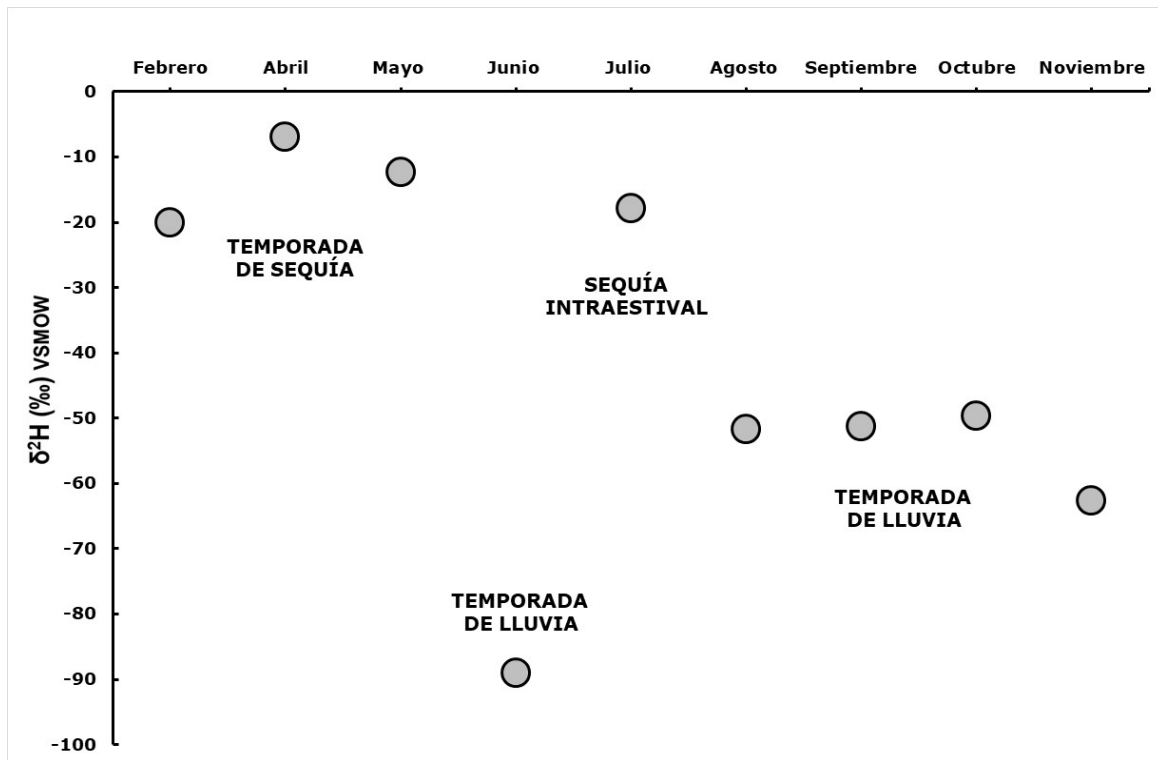 Febrero Abril Mayo Junio Julio Agosto Septiembre Octubre Noviembre
0
-10
-20
TEMPORADA
DE SEQUÍA
-30
SEQUÍA
INTRAESTIVAL
-40
δ²H (‰) VSMOW
-50
-60
TEMPORADA
DE LLUVIA
-70
TEMPORADA
DE LLUVIA
-80
-90
-100